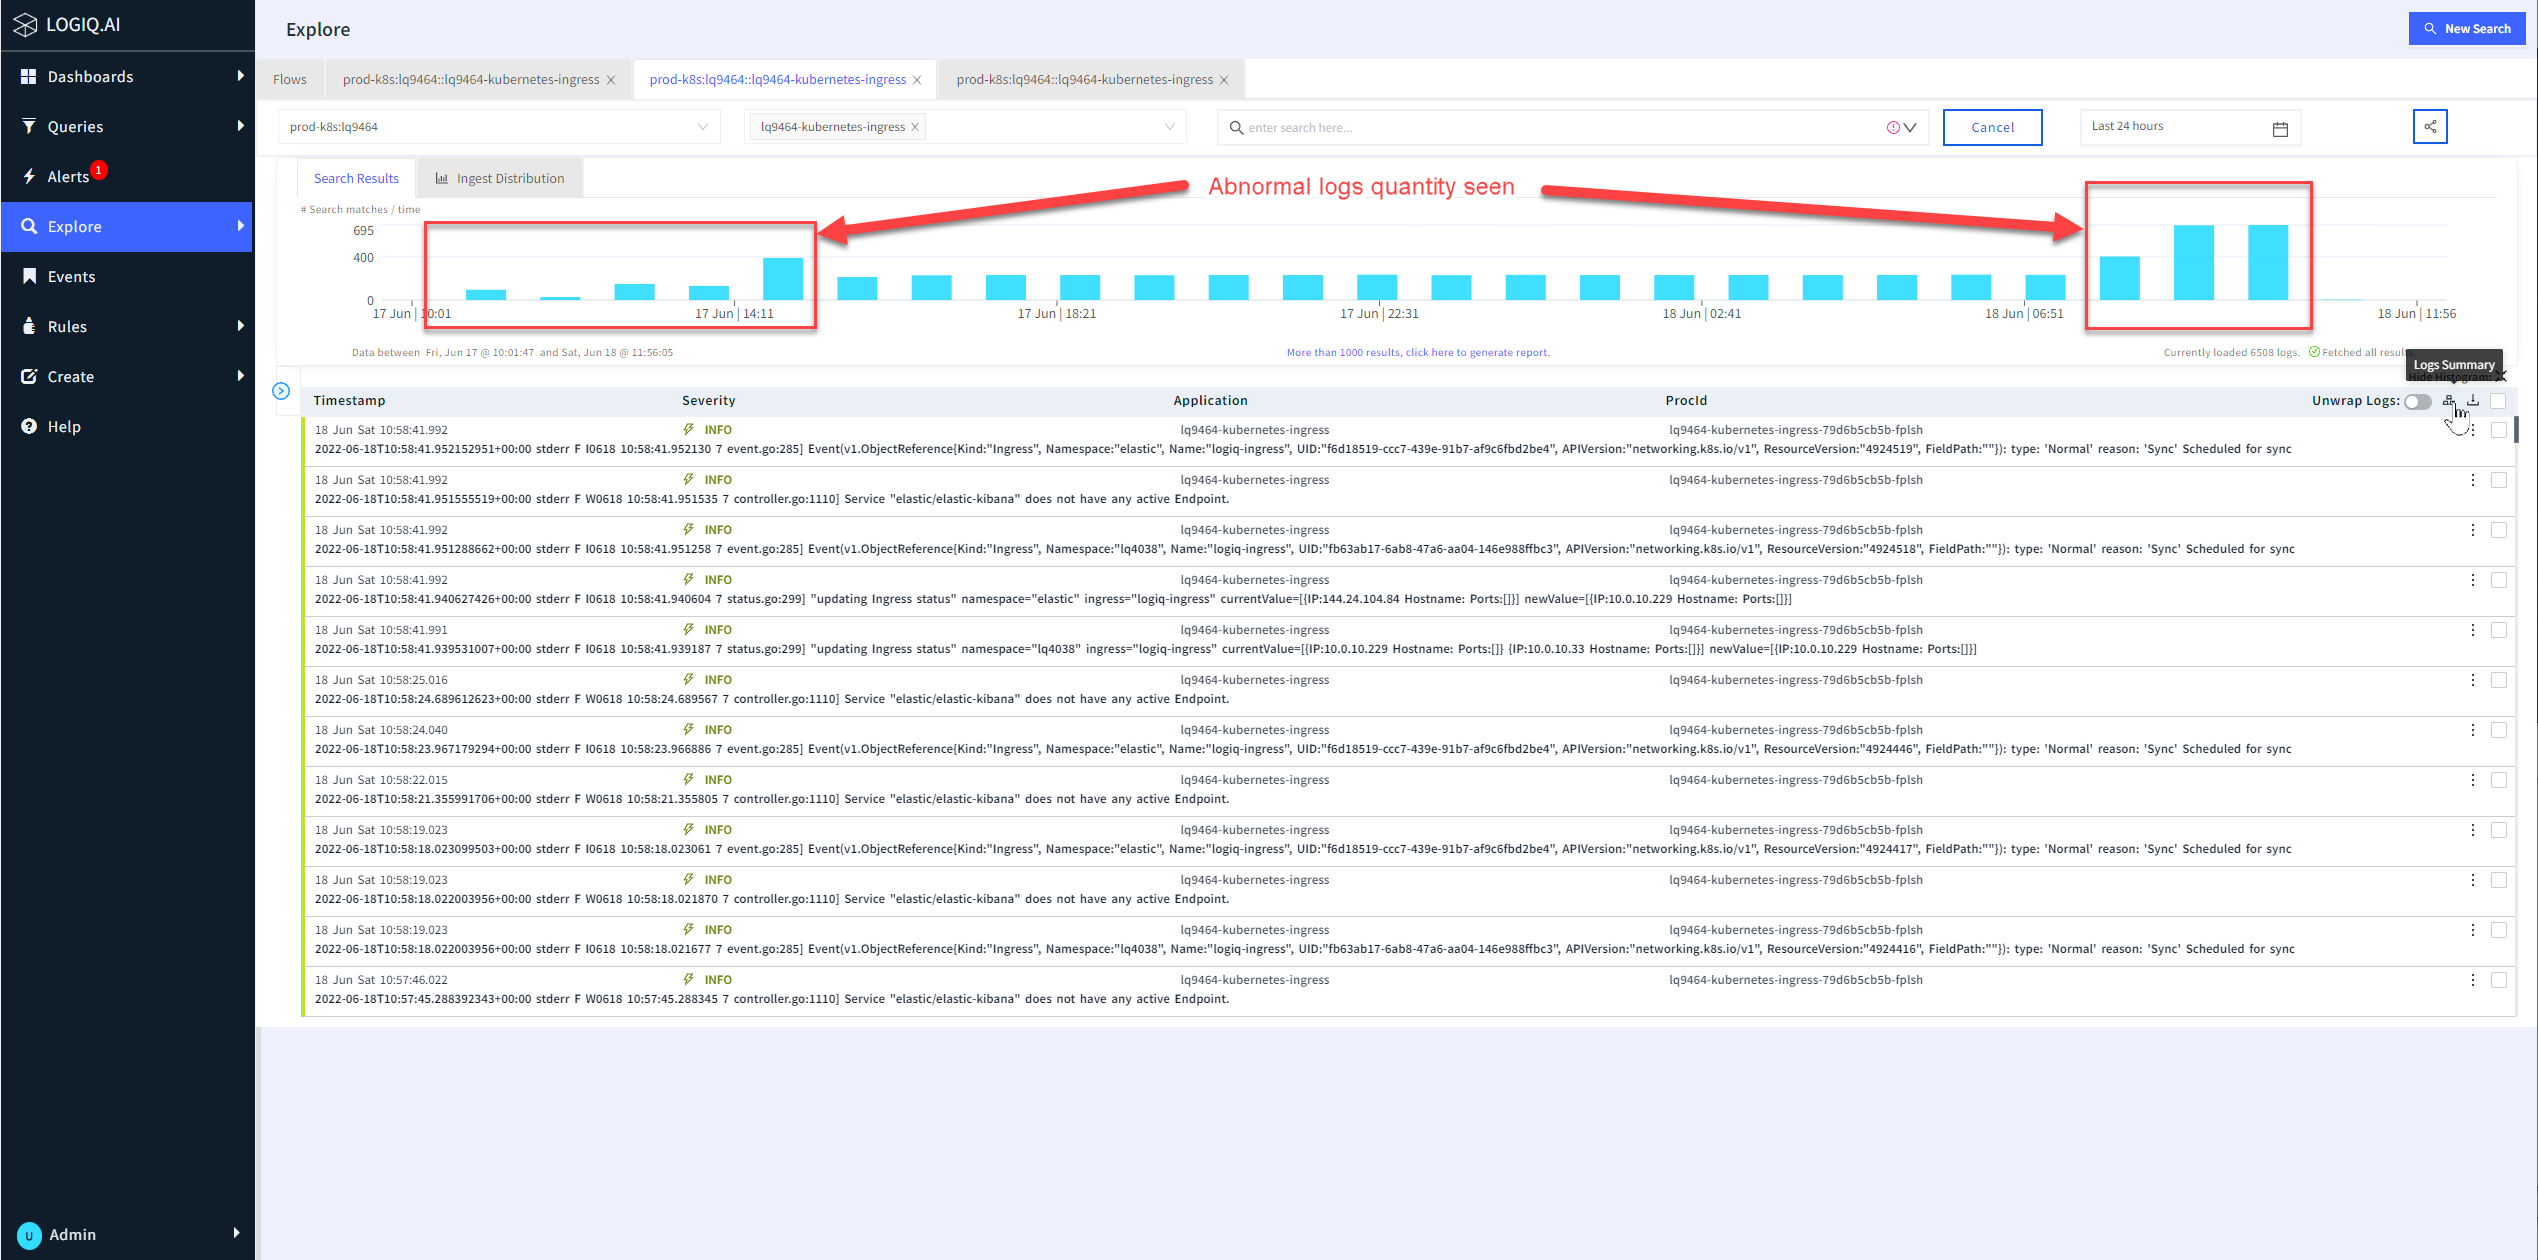 LOGIQ.AI
Dashboards
Queries
Alerts 1
Explore
Events
Rules
Create
Help
U Admin
Explore
New Search
Flows prod-k8s:lq9464::lq9464-kubernetes-ingress prod-k8s:lq9464::lq9464-kubernetes-ingress prod-k8s:lq9464::lq9464-kubernetes-ingress
prod-k8s:lq9464 lq9464-kubernetes-ingress enter search here... Cancel Last 24 hours
Search Results Ingest Distribution
Abnormal logs quantity seen
# Search matches / time
695
400
0
17 Jun | 10:01 17 Jun | 14:11 17 Jun | 18:21 17 Jun | 22:31 18 Jun | 02:41 18 Jun | 06:51 18 Jun | 11:56
Data between Fri, Jun 17 @ 10:01:47 and Sat, Jun 18 @ 11:56:05 More than 1000 results, click here to generate report. Currently loaded 6508 logs. Fetched all results.
Logs Summary
Hide Histogram:
Timestamp Severity Application ProcId Unwrap Logs:
18 Jun Sat 10:58:41.992 INFO lq9464-kubernetes-ingress lq9464-kubernetes-ingress-79d6b5cb5b-fplsh
2022-06-18T10:58:41.952152951+00:00 stderr F I0618 10:58:41.952130 7 event.go:285] Event(v1.ObjectReference{Kind:"Ingress", Namespace:"elastic", Name:"logiq-ingress", UID:"f6d18519-ccc7-439e-91b7-af9c6fbd2be4", APIVersion:"networking.k8s.io/v1", ResourceVersion:"4924519", FieldPath:""}): type: 'Normal' reason: 'Sync' Scheduled for sync
18 Jun Sat 10:58:41.992 INFO lq9464-kubernetes-ingress lq9464-kubernetes-ingress-79d6b5cb5b-fplsh
2022-06-18T10:58:41.951555519+00:00 stderr F W0618 10:58:41.951535 7 controller.go:1110] Service "elastic/elastic-kibana" does not have any active Endpoint.
18 Jun Sat 10:58:41.992 INFO lq9464-kubernetes-ingress lq9464-kubernetes-ingress-79d6b5cb5b-fplsh
2022-06-18T10:58:41.951288662+00:00 stderr F I0618 10:58:41.951258 7 event.go:285] Event(v1.ObjectReference{Kind:"Ingress", Namespace:"lq4038", Name:"logiq-ingress", UID:"fb63ab17-6ab8-47a6-aa04-146e988ffbc3", APIVersion:"networking.k8s.io/v1", ResourceVersion:"4924518", FieldPath:""}): type: 'Normal' reason: 'Sync' Scheduled for sync
18 Jun Sat 10:58:41.992 INFO lq9464-kubernetes-ingress lq9464-kubernetes-ingress-79d6b5cb5b-fplsh
2022-06-18T10:58:41.940627426+00:00 stderr F I0618 10:58:41.940604 7 status.go:299] "updating Ingress status" namespace="elastic" ingress="logiq-ingress" currentValue=[{IP:144.24.104.84 Hostname: Ports:[]}] newValue=[{IP:10.0.10.229 Hostname: Ports:[]}]
18 Jun Sat 10:58:41.991 INFO lq9464-kubernetes-ingress lq9464-kubernetes-ingress-79d6b5cb5b-fplsh
2022-06-18T10:58:41.939531007+00:00 stderr F I0618 10:58:41.939187 7 status.go:299] "updating Ingress status" namespace="lq4038" ingress="logiq-ingress" currentValue=[{IP:10.0.10.229 Hostname: Ports:[]} {IP:10.0.10.33 Hostname: Ports:[]}] newValue=[{IP:10.0.10.229 Hostname: Ports:[]}]
18 Jun Sat 10:58:25.016 INFO lq9464-kubernetes-ingress lq9464-kubernetes-ingress-79d6b5cb5b-fplsh
2022-06-18T10:58:24.689612623+00:00 stderr F W0618 10:58:24.689567 7 controller.go:1110] Service "elastic/elastic-kibana" does not have any active Endpoint.
18 Jun Sat 10:58:24.040 INFO lq9464-kubernetes-ingress lq9464-kubernetes-ingress-79d6b5cb5b-fplsh
2022-06-18T10:58:23.967179294+00:00 stderr F I0618 10:58:23.966886 7 event.go:285] Event(v1.ObjectReference{Kind:"Ingress", Namespace:"elastic", Name:"logiq-ingress", UID:"f6d18519-ccc7-439e-91b7-af9c6fbd2be4", APIVersion:"networking.k8s.io/v1", ResourceVersion:"4924446", FieldPath:""}): type: 'Normal' reason: 'Sync' Scheduled for sync
18 Jun Sat 10:58:22.015 INFO lq9464-kubernetes-ingress lq9464-kubernetes-ingress-79d6b5cb5b-fplsh
2022-06-18T10:58:21.355991706+00:00 stderr F W0618 10:58:21.355805 7 controller.go:1110] Service "elastic/elastic-kibana" does not have any active Endpoint.
18 Jun Sat 10:58:19.023 INFO lq9464-kubernetes-ingress lq9464-kubernetes-ingress-79d6b5cb5b-fplsh
2022-06-18T10:58:18.023099503+00:00 stderr F I0618 10:58:18.023061 7 event.go:285] Event(v1.ObjectReference{Kind:"Ingress", Namespace:"elastic", Name:"logiq-ingress", UID:"f6d18519-ccc7-439e-91b7-af9c6fbd2be4", APIVersion:"networking.k8s.io/v1", ResourceVersion:"4924417", FieldPath:""}): type: 'Normal' reason: 'Sync' Scheduled for sync
18 Jun Sat 10:58:19.023 INFO lq9464-kubernetes-ingress lq9464-kubernetes-ingress-79d6b5cb5b-fplsh
2022-06-18T10:58:18.022003956+00:00 stderr F W0618 10:58:18.021870 7 controller.go:1110] Service "elastic/elastic-kibana" does not have any active Endpoint.
18 Jun Sat 10:58:19.023 INFO lq9464-kubernetes-ingress lq9464-kubernetes-ingress-79d6b5cb5b-fplsh
2022-06-18T10:58:18.022003956+00:00 stderr F I0618 10:58:18.021677 7 event.go:285] Event(v1.ObjectReference{Kind:"Ingress", Namespace:"lq4038", Name:"logiq-ingress", UID:"fb63ab17-6ab8-47a6-aa04-146e988ffbc3", APIVersion:"networking.k8s.io/v1", ResourceVersion:"4924416", FieldPath:""}): type: 'Normal' reason: 'Sync' Scheduled for sync
18 Jun Sat 10:57:46.022 INFO lq9464-kubernetes-ingress lq9464-kubernetes-ingress-79d6b5cb5b-fplsh
2022-06-18T10:57:45.288392343+00:00 stderr F W0618 10:57:45.288345 7 controller.go:1110] Service "elastic/elastic-kibana" does not have any active Endpoint.